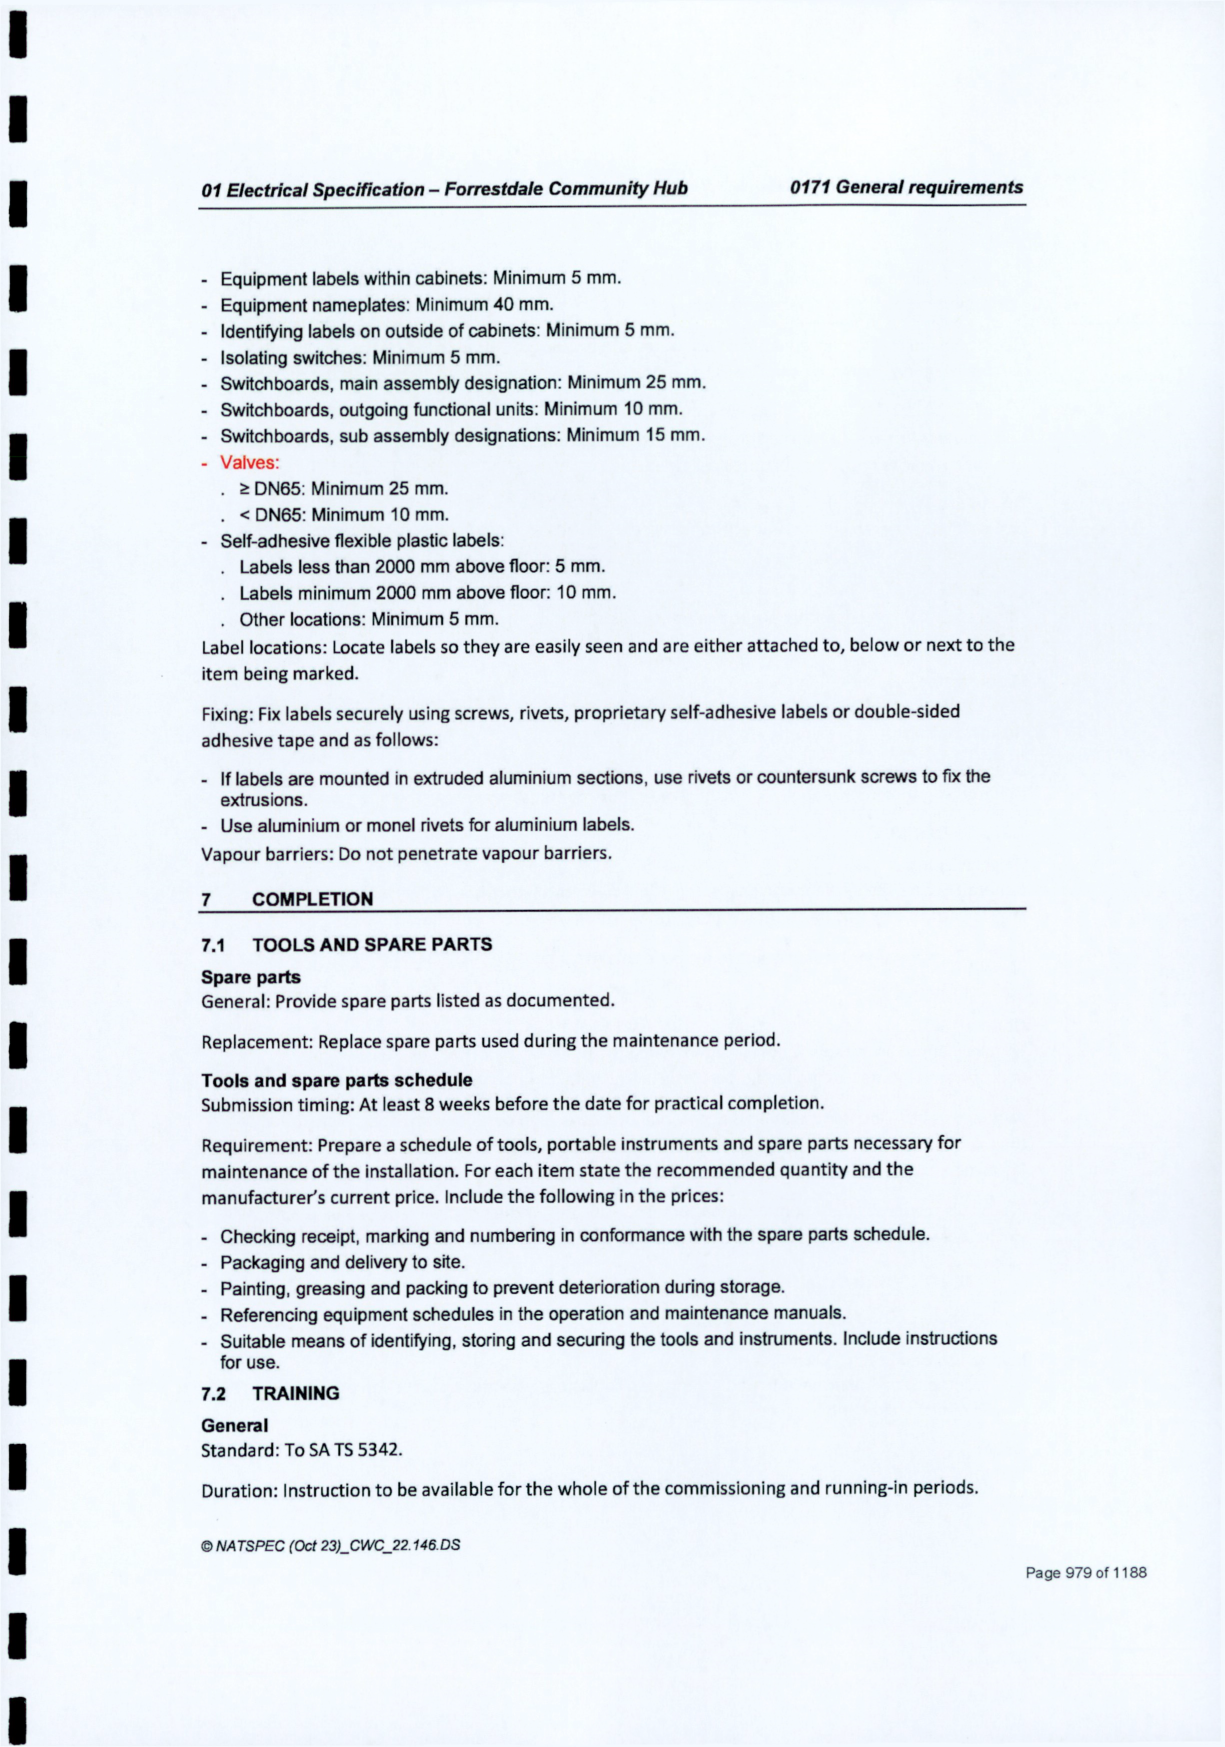 01 Electrical Specification – Forrestdale Community Hub 0171 General requirements
- Equipment labels within cabinets: Minimum 5 mm.
- Equipment nameplates: Minimum 40 mm.
- Identifying labels on outside of cabinets: Minimum 5 mm.
- Isolating switches: Minimum 5 mm.
- Switchboards, main assembly designation: Minimum 25 mm.
- Switchboards, outgoing functional units: Minimum 10 mm.
- Switchboards, sub assembly designations: Minimum 15 mm.
- Valves:
. ≥ DN65: Minimum 25 mm.
. < DN65: Minimum 10 mm.
- Self-adhesive flexible plastic labels:
. Labels less than 2000 mm above floor: 5 mm.
. Labels minimum 2000 mm above floor: 10 mm.
. Other locations: Minimum 5 mm.
Label locations: Locate labels so they are easily seen and are either attached to, below or next to the
item being marked.
Fixing: Fix labels securely using screws, rivets, proprietary self-adhesive labels or double-sided
adhesive tape and as follows:
- If labels are mounted in extruded aluminium sections, use rivets or countersunk screws to fix the
extrusions.
- Use aluminium or monel rivets for aluminium labels.
Vapour barriers: Do not penetrate vapour barriers.
7 COMPLETION
7.1 TOOLS AND SPARE PARTS
Spare parts
General: Provide spare parts listed as documented.
Replacement: Replace spare parts used during the maintenance period.
Tools and spare parts schedule
Submission timing: At least 8 weeks before the date for practical completion.
Requirement: Prepare a schedule of tools, portable instruments and spare parts necessary for
maintenance of the installation. For each item state the recommended quantity and the
manufacturer's current price. Include the following in the prices:
- Checking receipt, marking and numbering in conformance with the spare parts schedule.
- Packaging and delivery to site.
- Painting, greasing and packing to prevent deterioration during storage.
- Referencing equipment schedules in the operation and maintenance manuals.
- Suitable means of identifying, storing and securing the tools and instruments. Include instructions
for use.
7.2 TRAINING
General
Standard: To SA TS 5342.
Duration: Instruction to be available for the whole of the commissioning and running-in periods.
© NATSPEC (Oct 23)_CWC_22.146.DS
Page 979 of 1188